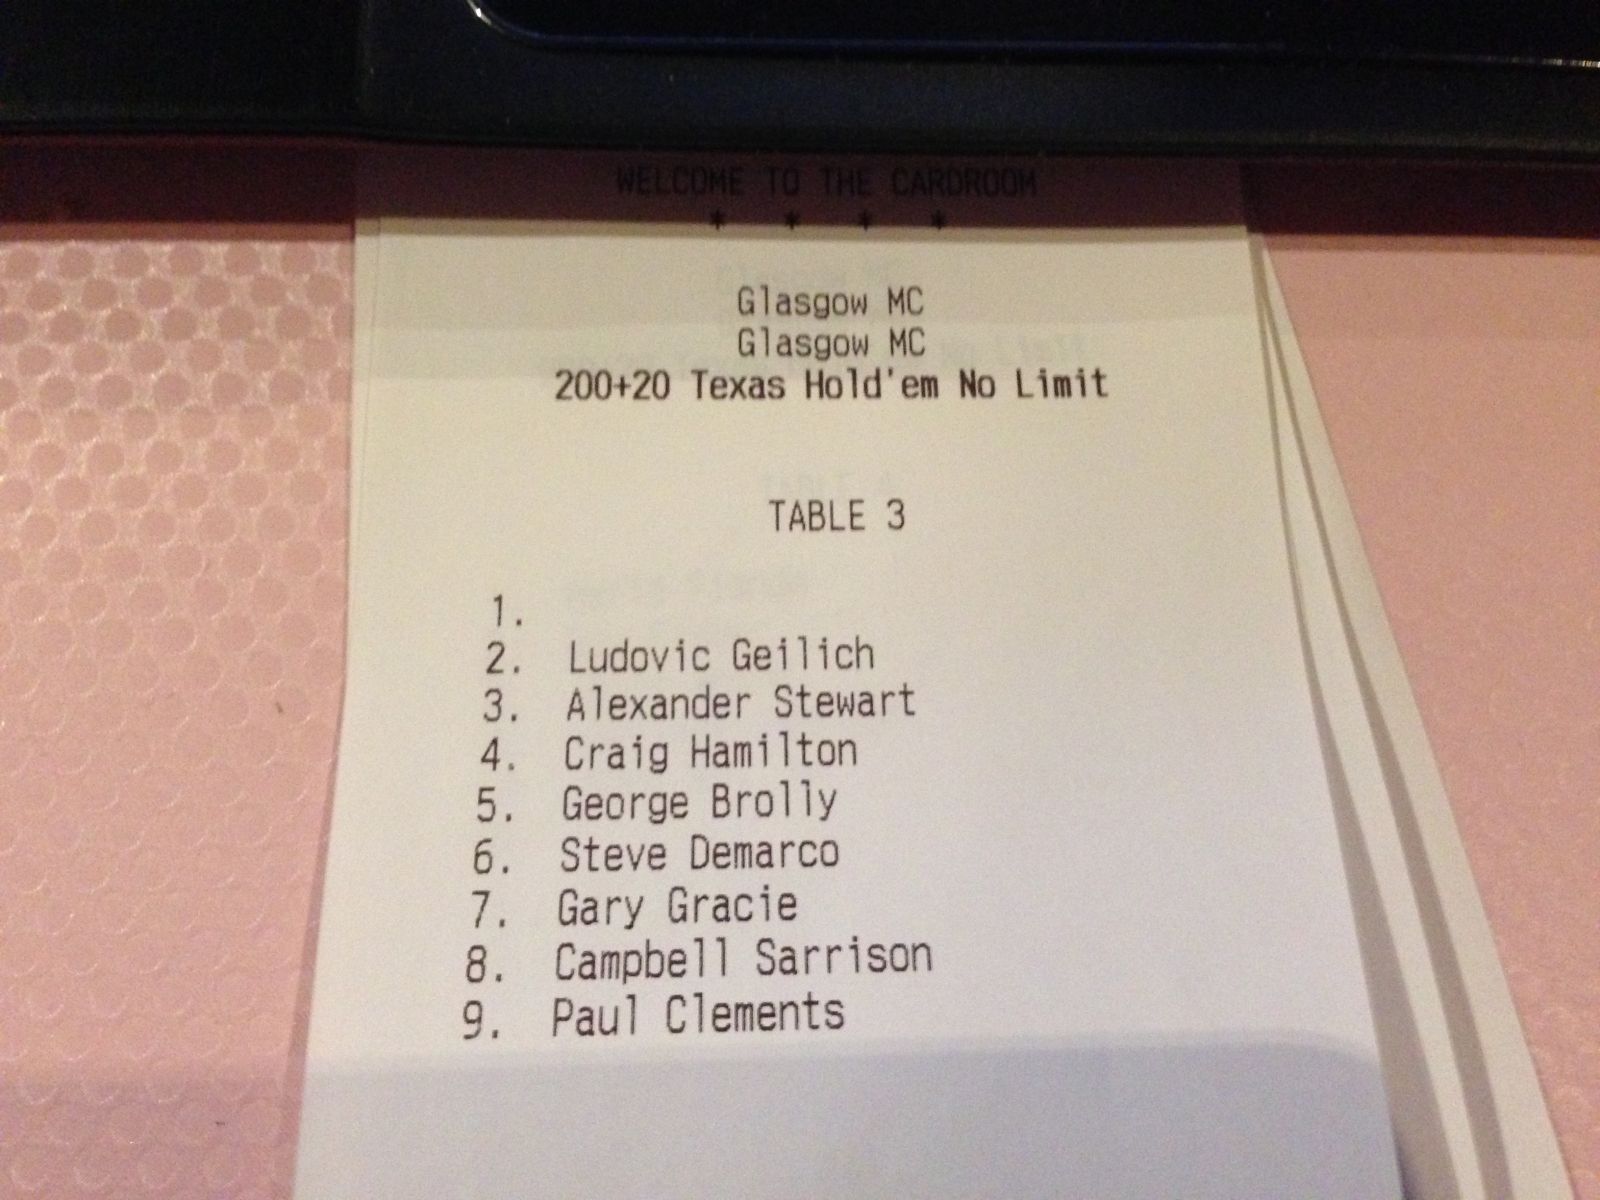 WELCOME TO THE CARDROOM
* * * *
Glasgow MC
Glasgow MC
200+20 Texas Hold'em No Limit
TABLE 3
1.
2. Ludovic Geilich
3. Alexander Stewart
4. Craig Hamilton
5. George Brolly
6. Steve Demarco
7. Gary Gracie
8. Campbell Sarrison
9. Paul Clements